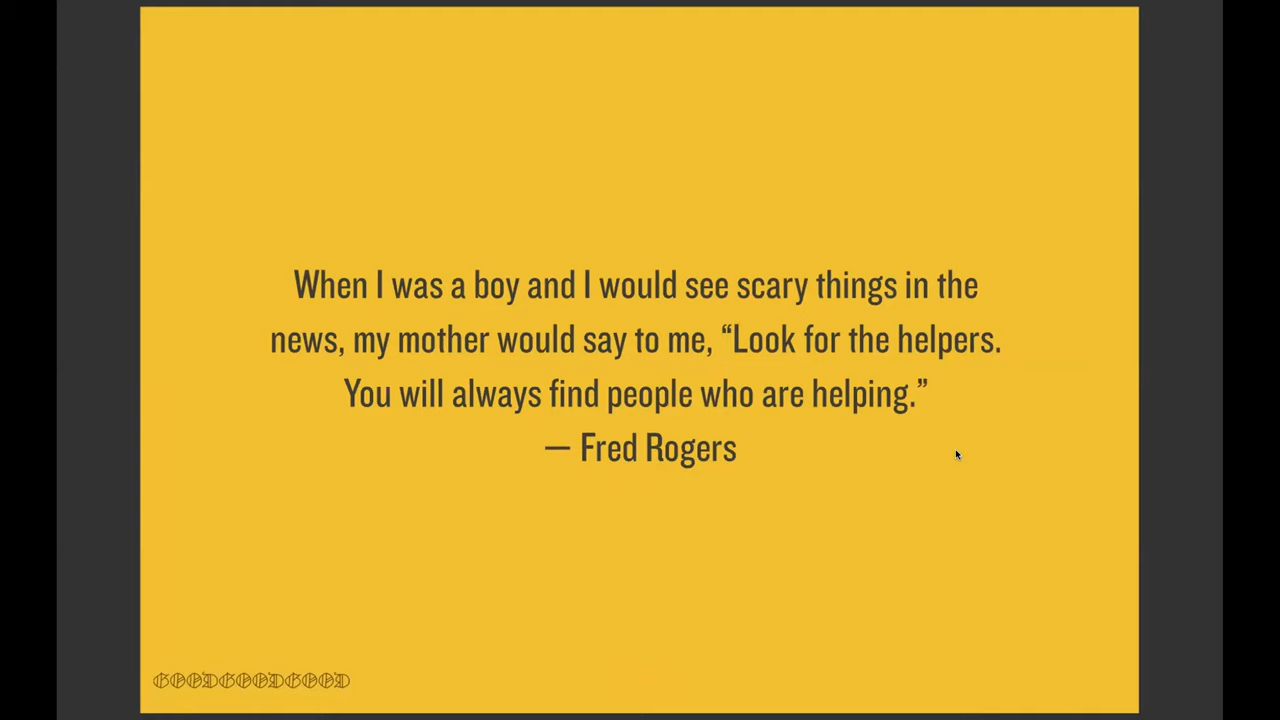 When I was a boy and I would see scary things in the
news, my mother would say to me, “Look for the helpers.
You will always find people who are helping.”
— Fred Rogers
GOODGOODGOOD